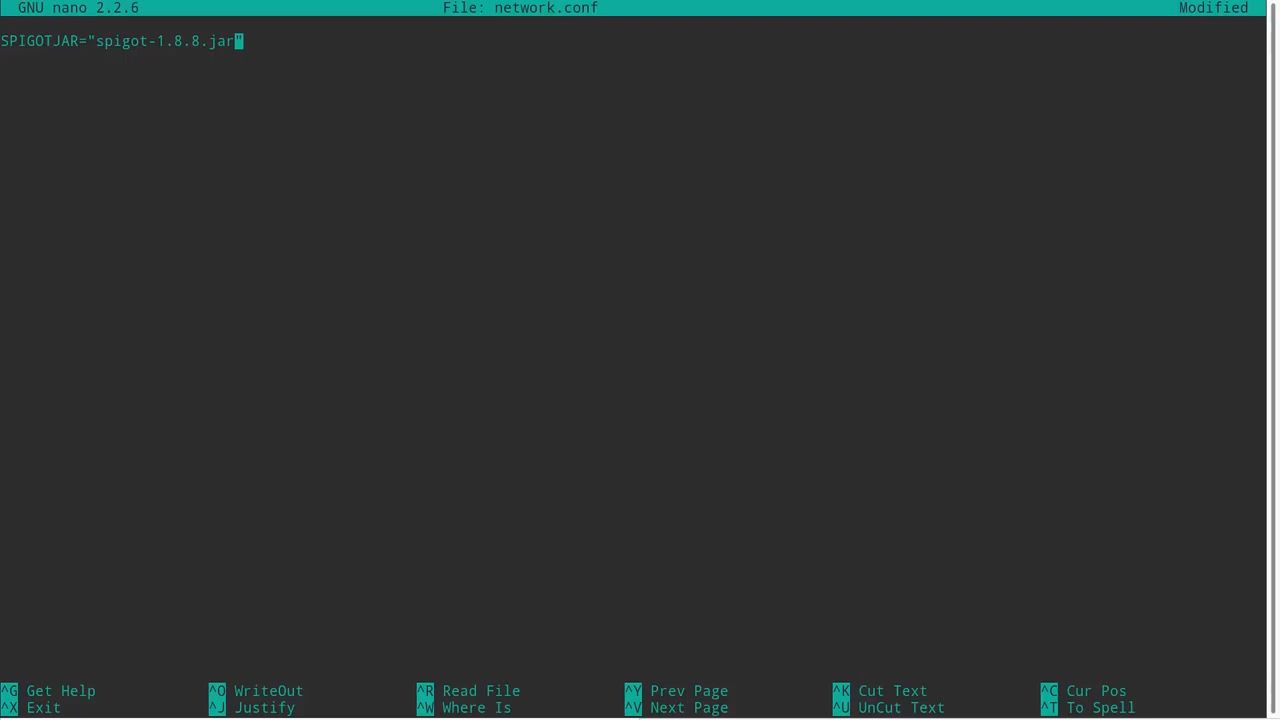 GNU nano 2.2.6 File: network.conf Modified
SPIGOTJAR="spigot-1.8.8.jar"
^G Get Help ^O WriteOut ^R Read File ^Y Prev Page ^K Cut Text ^C Cur Pos
^X Exit ^J Justify ^W Where Is ^V Next Page ^U UnCut Text ^T To Spell